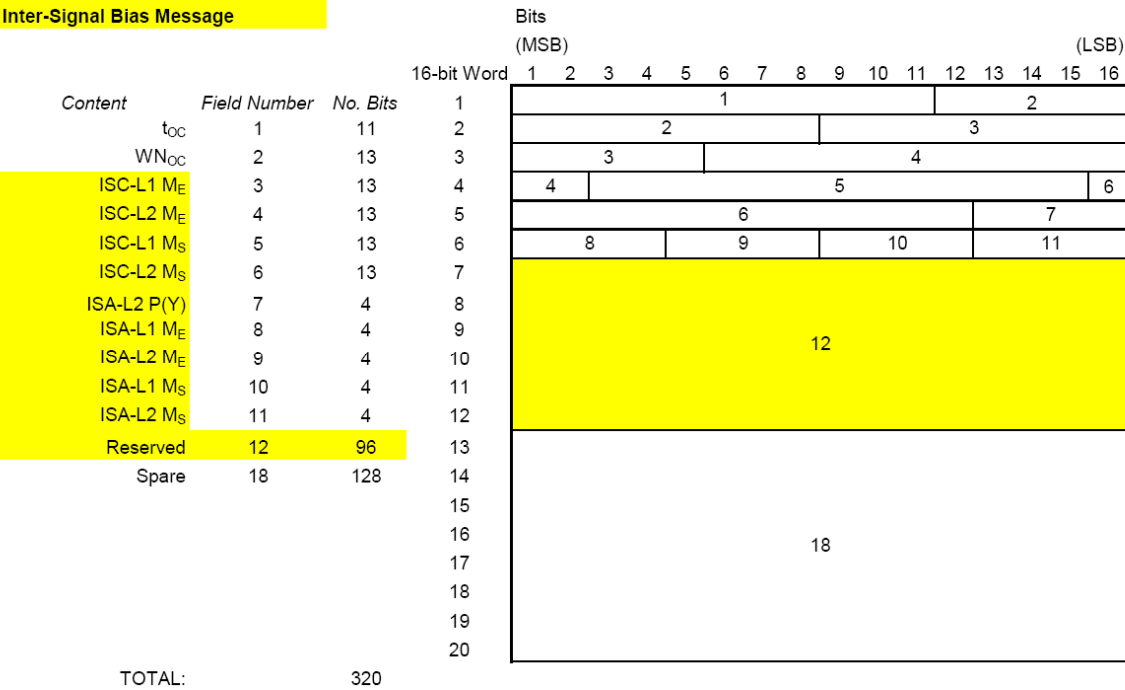 Inter-Signal Bias Message Bits
(MSB) (LSB)
16-bit Word 1 2 3 4 5 6 7 8 9 10 11 12 13 14 15 16
Content Field Number No. Bits 1 1 2
tOC 1 11 2 2 3
WNOC 2 13 3 3 4
ISC-L1 ME 3 13 4 4 5 6
ISC-L2 ME 4 13 5 6 7
ISC-L1 MS 5 13 6 8 9 10 11
ISC-L2 MS 6 13 7
ISA-L2 P(Y) 7 4 8
ISA-L1 ME 8 4 9 12
ISA-L2 ME 9 4 10
ISA-L1 MS 10 4 11
ISA-L2 MS 11 4 12
Reserved 12 96 13
Spare 18 128 14
15
16 18
17
18
19
20
TOTAL: 320